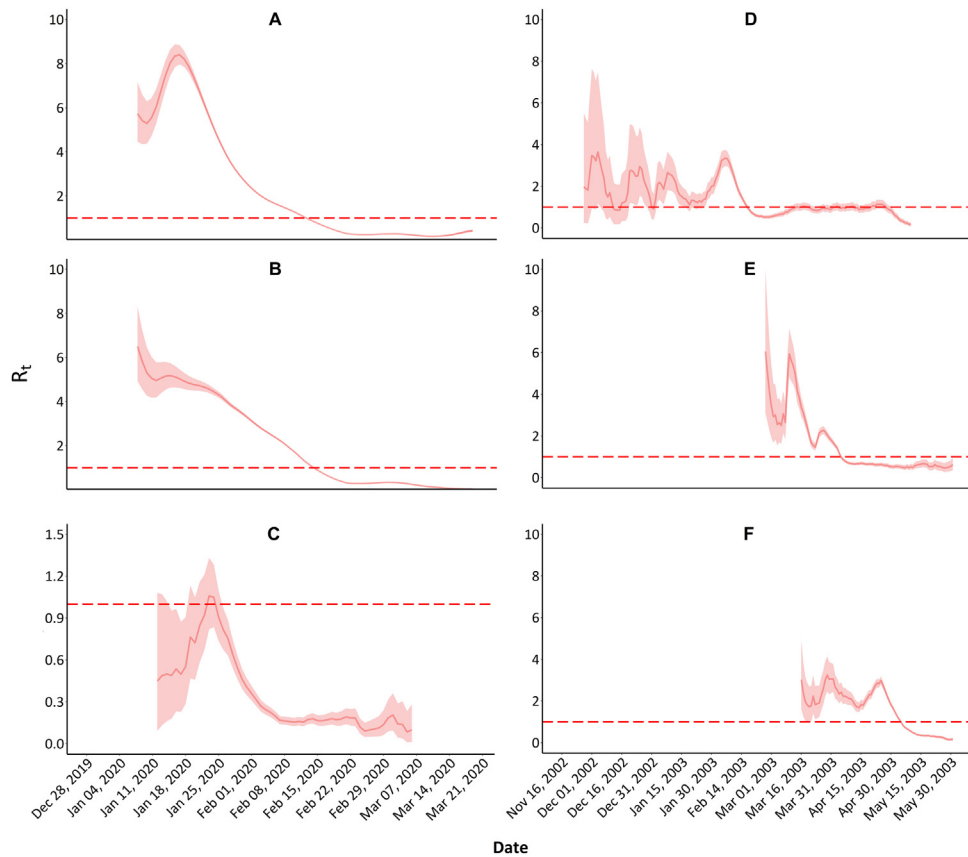 A
10
8
6
4
2
B
10
8
6
4
2
R_t
C
1.5
1.2
0.9
0.6
0.3
0.0
Dec 28, 2019
Jan 04, 2020
Jan 11, 2020
Jan 18, 2020
Jan 25, 2020
Feb 01, 2020
Feb 08, 2020
Feb 15, 2020
Feb 22, 2020
Feb 29, 2020
Mar 07, 2020
Mar 14, 2020
Mar 21, 2020
D
10
8
6
4
2
0
E
10
8
6
4
2
0
F
10
8
6
4
2
0
Nov 16, 2002
Dec 01, 2002
Dec 16, 2002
Dec 31, 2002
Jan 15, 2003
Jan 30, 2003
Feb 14, 2003
Mar 01, 2003
Mar 16, 2003
Mar 31, 2003
Apr 15, 2003
Apr 30, 2003
May 15, 2003
May 30, 2003
Date